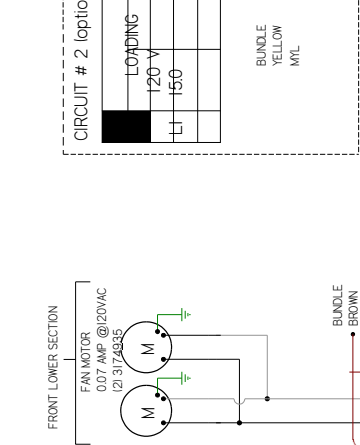 CIRCUIT # 2 (optio
LOADING
120 V
L1 15.0
BUNDLE
YELLOW
MYL
FRONT LOWER SECTION
FAN MOTOR
0.07 AMP @120VAC
(2) 3174935
M
M
BUNDLE
BROWN